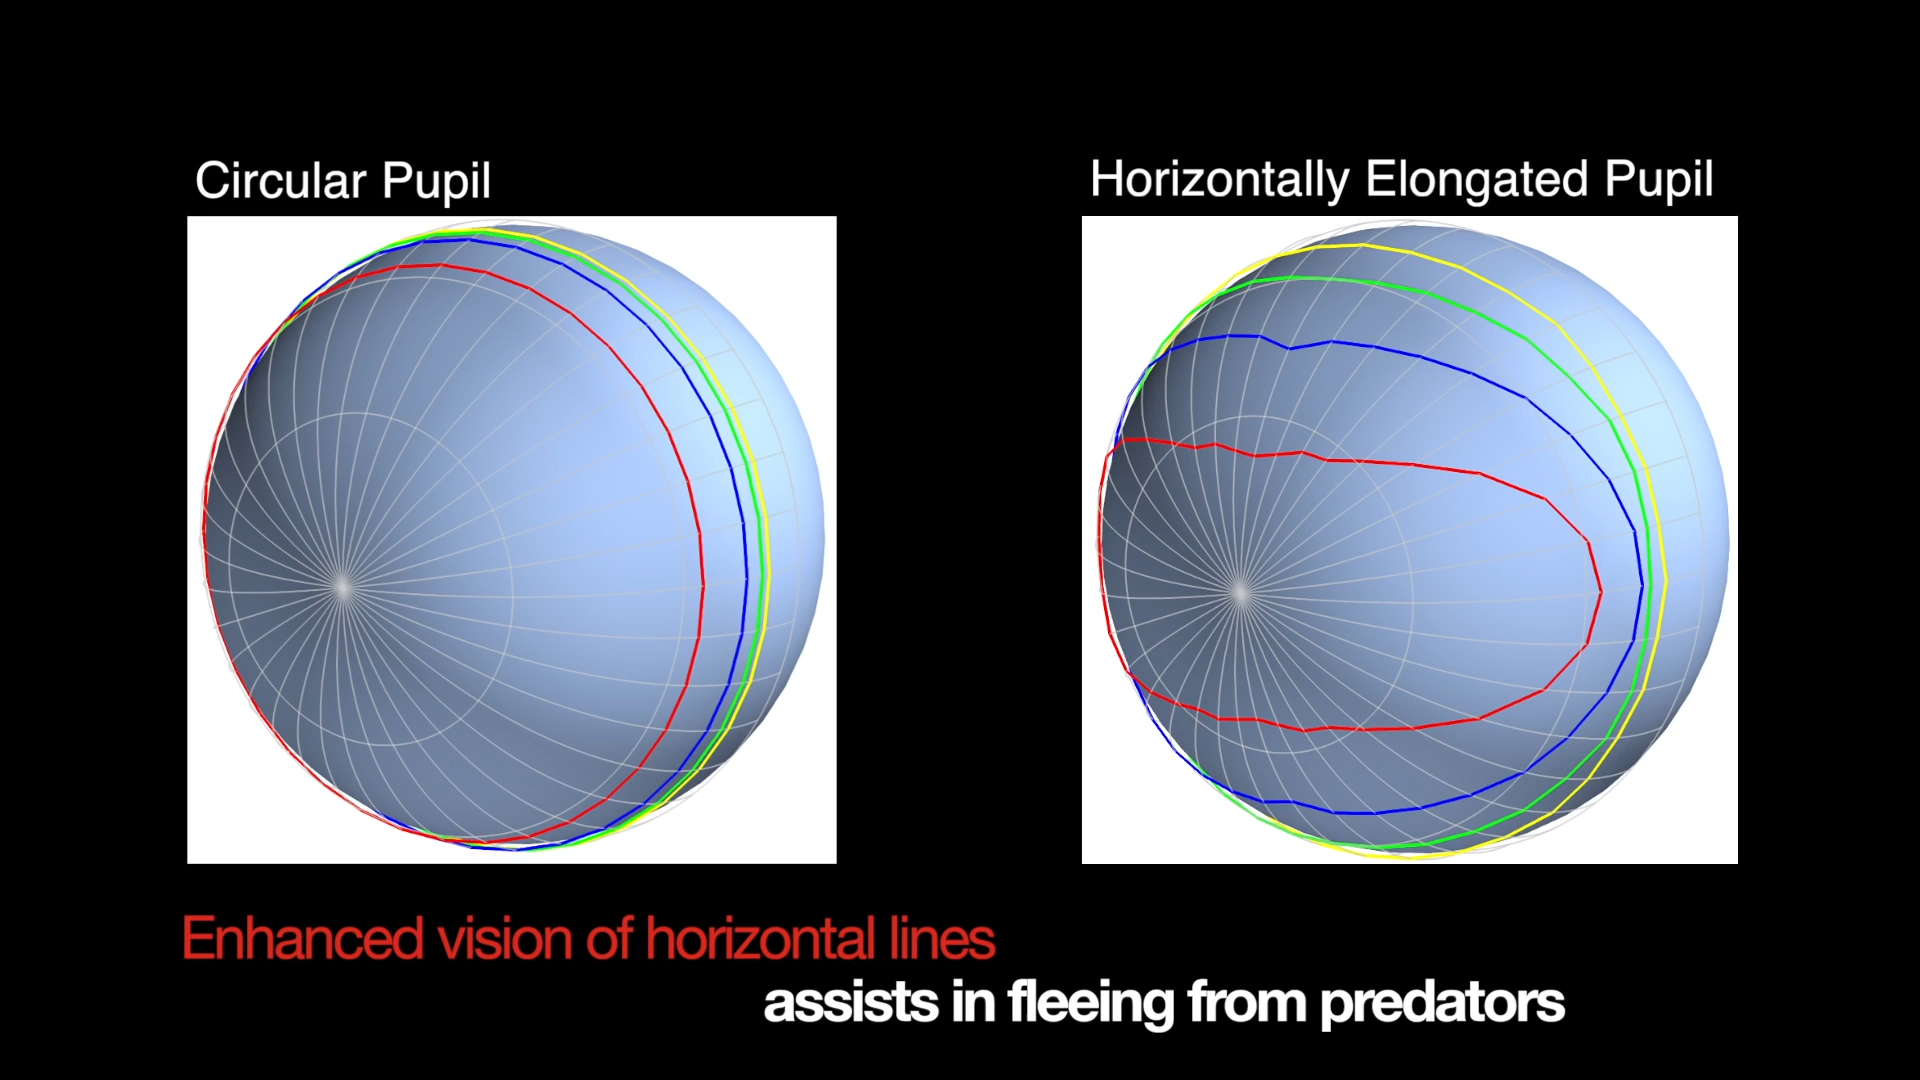 Circular Pupil
Horizontally Elongated Pupil
Enhanced vision of horizontal lines
assists in fleeing from predators